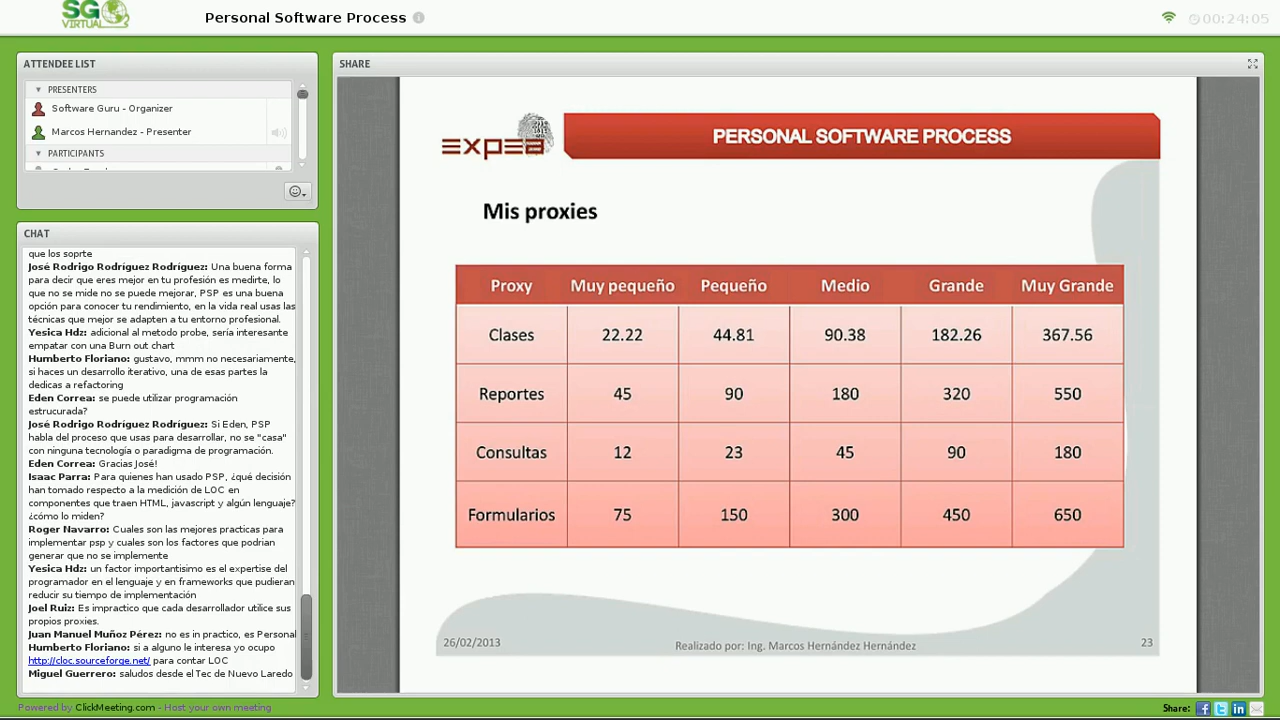 SG
VIRTUAL
Personal Software Process
00:24:05
ATTENDEE LIST
PRESENTERS
Software Guru - Organizer
Marcos Hernandez - Presenter
PARTICIPANTS
CHAT
que los soprte
José Rodrigo Rodríguez Rodríguez: Una buena forma
para decir que eres mejor en tu profesión es medirte, lo
que no se mide no se puede mejorar, PSP es una buena
opción para conocer tu rendimiento, en la vida real usas las
técnicas que mejor se adapten a tu entorno profesional.
Yesica Hdz: adicional al metodo probe, sería interesante
empatar con una Burn out chart
Humberto Floriano: gustavo, mmm no necesariamente,
si haces un desarrollo iterativo, una de esas partes la
dedicas a refactoring
Eden Correa: se puede utilizar programación
estrucurada?
José Rodrigo Rodríguez Rodríguez: Si Eden, PSP
habla del proceso que usas para desarrollar, no se "casa"
con ninguna tecnología o paradigma de programación.
Eden Correa: Gracias José!
Isaac Parra: Para quienes han usado PSP, ¿qué decisión
han tomado respecto a la medición de LOC en
componentes que traen HTML, javascript y algún lenguaje?
¿cómo lo miden?
Roger Navarro: Cuales son las mejores practicas para
implementar psp y cuales son los factores que podrian
generar que no se implemente
Yesica Hdz: un factor importantisimo es el expertise del
programador en el lenguaje y en frameworks que pudieran
reducir su tiempo de implementación
Joel Ruiz: Es impractico que cada desarrollador utilice sus
propios proxies.
Juan Manuel Muñoz Pérez: no es in practico, es Personal
Humberto Floriano: si a alguno le interesa yo ocupo
http://cloc.sourceforge.net/ para contar LOC
Miguel Guerrero: saludos desde el Tec de Nuevo Laredo
SHARE
EXPEA
PERSONAL SOFTWARE PROCESS
Mis proxies
Proxy Muy pequeño Pequeño Medio Grande Muy Grande
Clases 22.22 44.81 90.38 182.26 367.56
Reportes 45 90 180 320 550
Consultas 12 23 45 90 180
Formularios 75 150 300 450 650
26/02/2013 Realizado por: Ing. Marcos Hernández Hernández 23
Powered by ClickMeeting.com - Host your own meeting
Share: